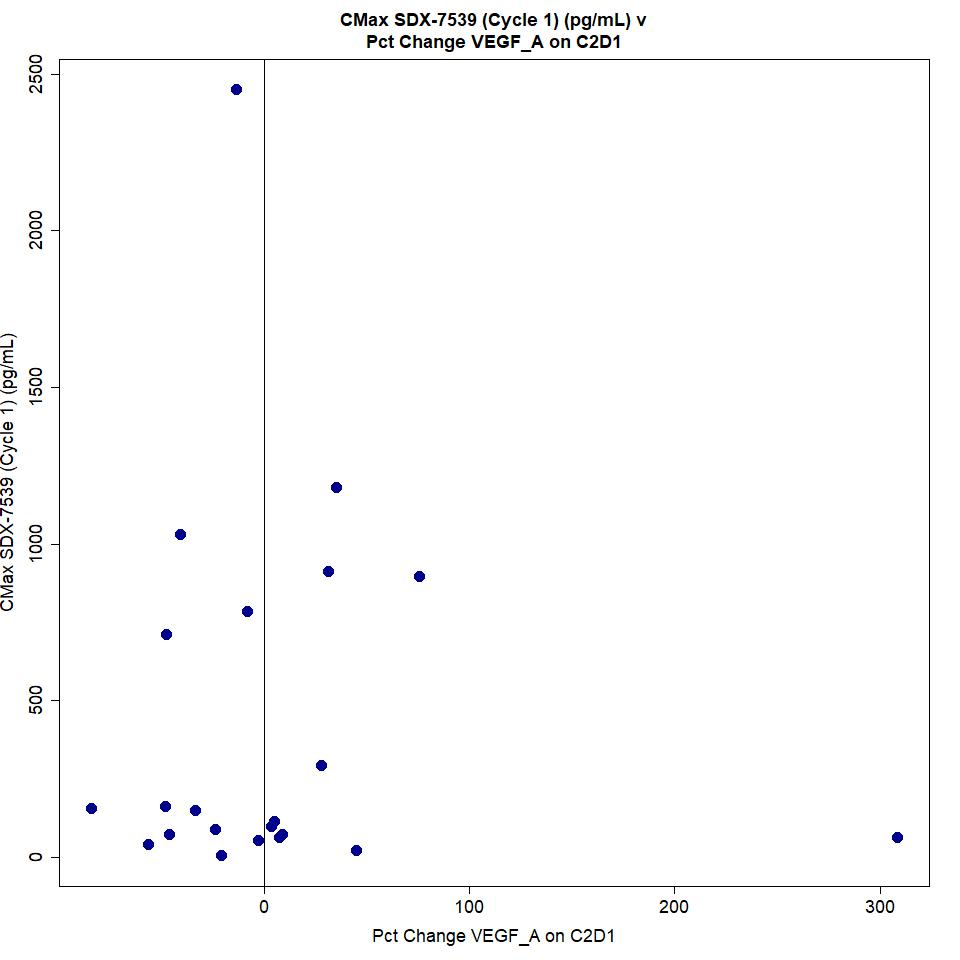 CMax SDX-7539 (Cycle 1) (pg/mL) v
Pct Change VEGF_A on C2D1
CMax SDX-7539 (Cycle 1) (pg/mL)
2500
2000
1500
1000
500
0
0 100 200 300
Pct Change VEGF_A on C2D1